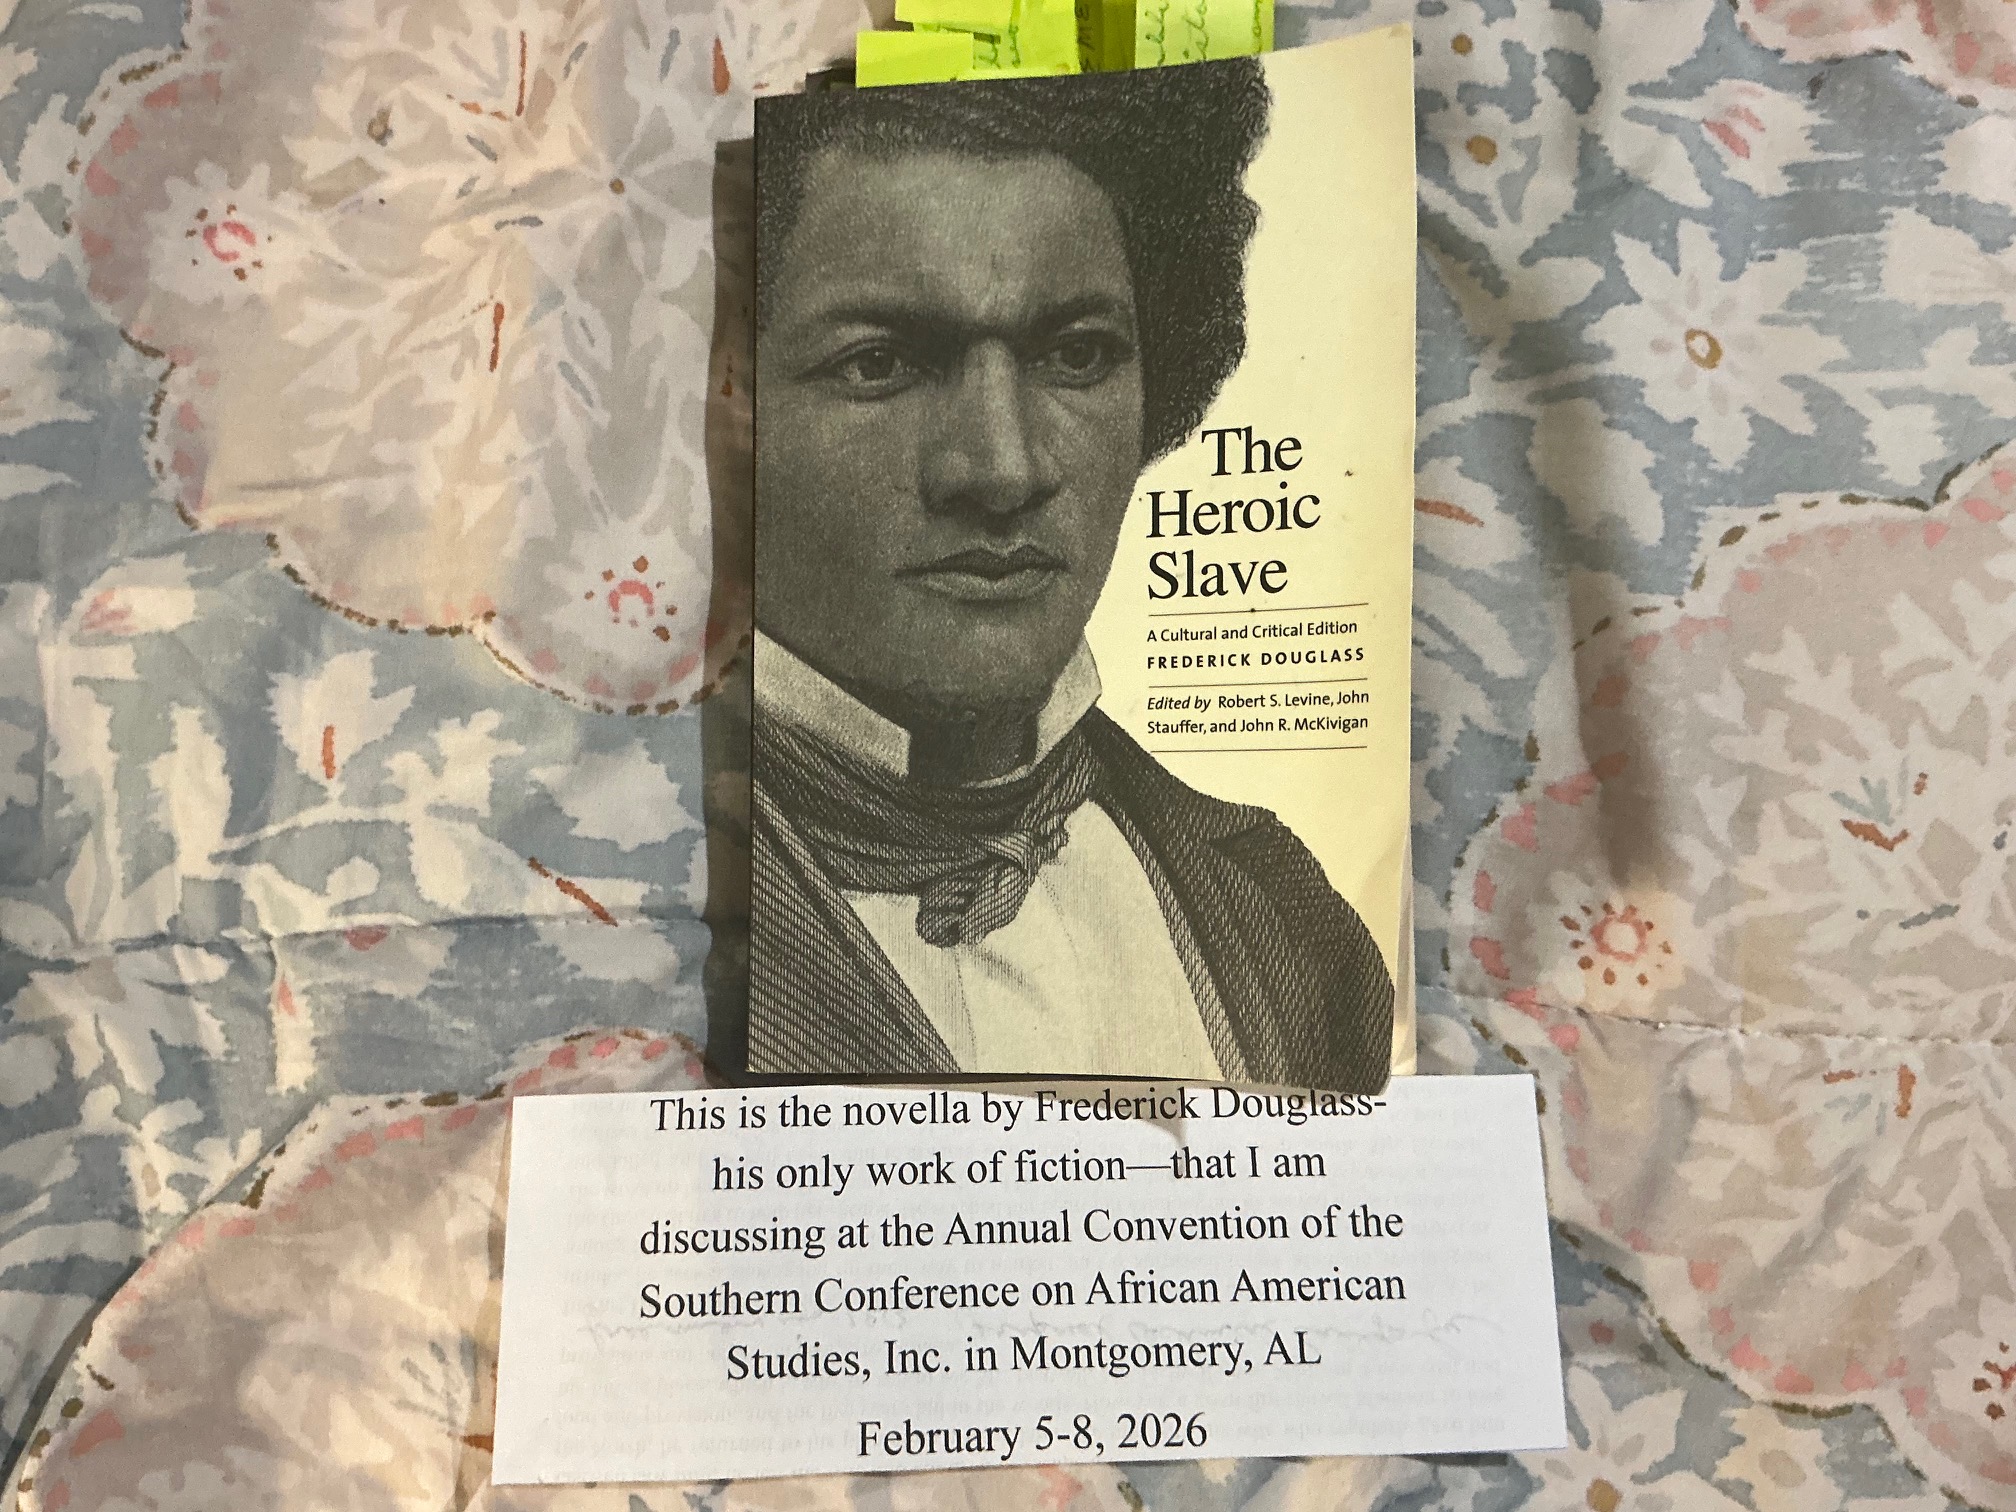 The
Heroic
Slave
A Cultural and Critical Edition
FREDERICK DOUGLASS
Edited by Robert S. Levine, John
Stauffer, and John R. McKivigan
This is the novella by Frederick Douglass-
his only work of fiction—that I am
discussing at the Annual Convention of the
Southern Conference on African American
Studies, Inc. in Montgomery, AL
February 5-8, 2026